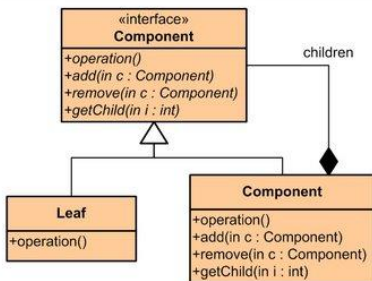 «interface»
Component
+operation()
+add(in c : Component)
+remove(in c : Component)
+getChild(in i : int)
children
Leaf
+operation()
Component
+operation()
+add(in c : Component)
+remove(in c : Component)
+getChild(in i : int)